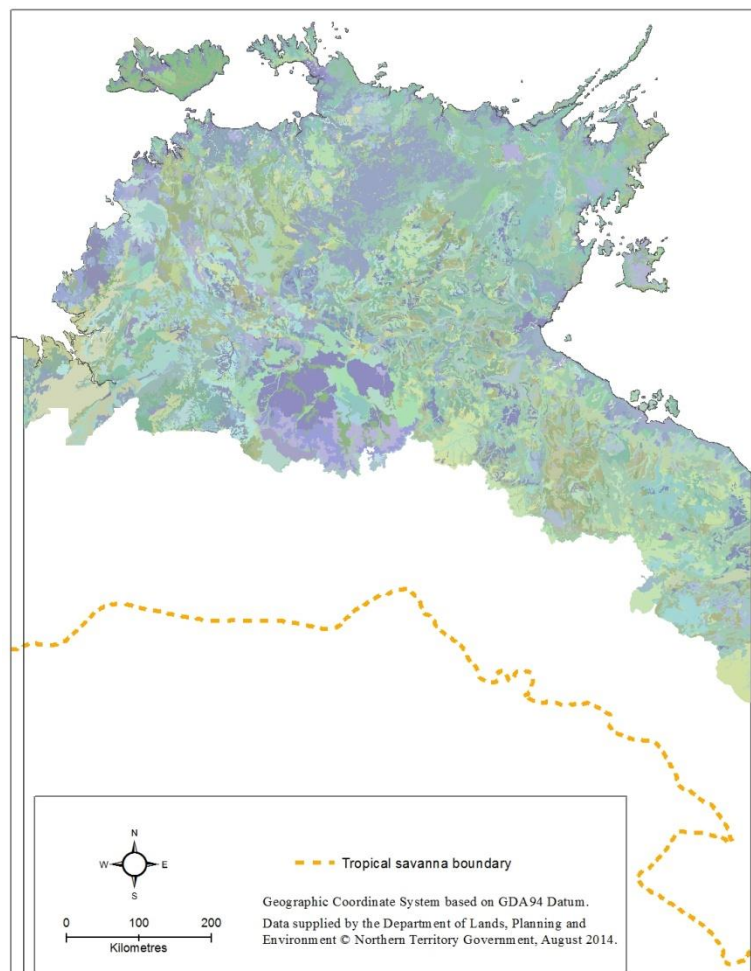 N
W E
S
0 100 200
Kilometres
Tropical savanna boundary
Geographic Coordinate System based on GDA94 Datum.
Data supplied by the Department of Lands, Planning and
Environment © Northern Territory Government, August 2014.